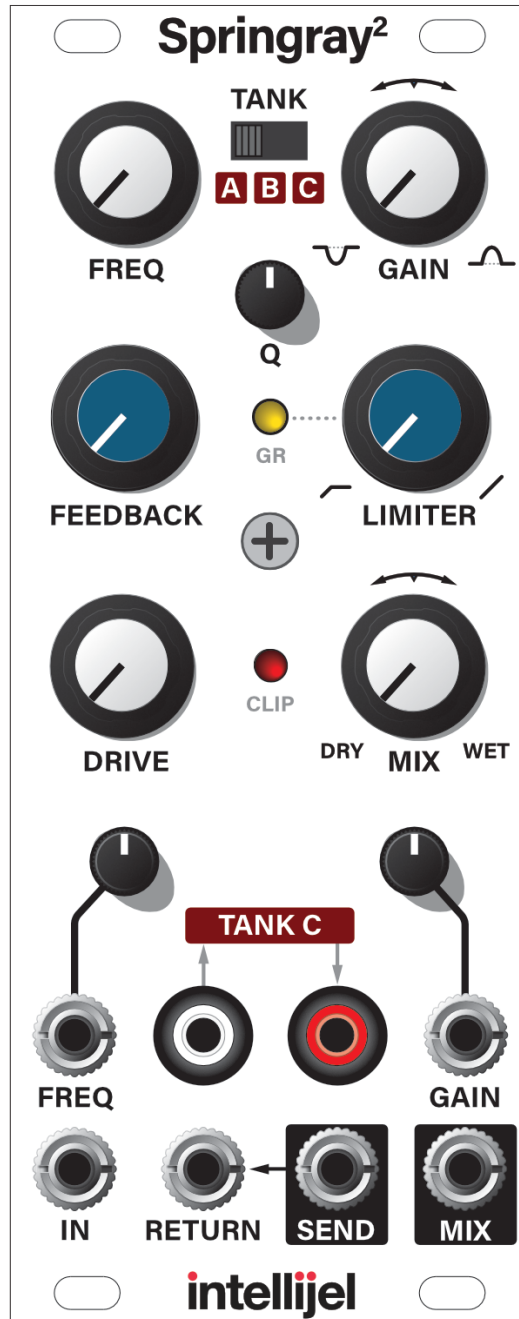 Springray²
TANK
A B C
FREQ
GAIN
Q
FEEDBACK
GR
LIMITER
DRIVE
CLIP
DRY
MIX
WET
TANK C
FREQ
GAIN
IN
RETURN
SEND
MIX
intellijel